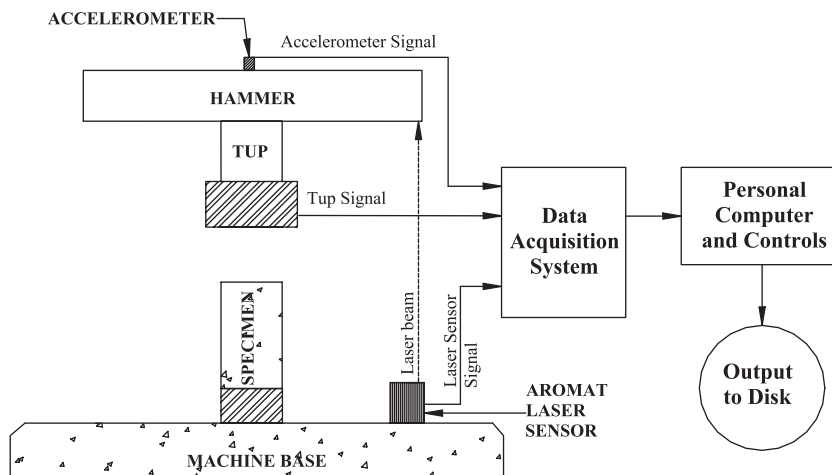 ACCELEROMETER
Accelerometer Signal
HAMMER
TUP
Tup Signal
Data
Acquisition
System
Personal
Computer
and Controls
SPECIMEN
Laser beam
Laser Sensor
Signal
AROMAT
LASER
SENSOR
Output
to Disk
MACHINE BASE